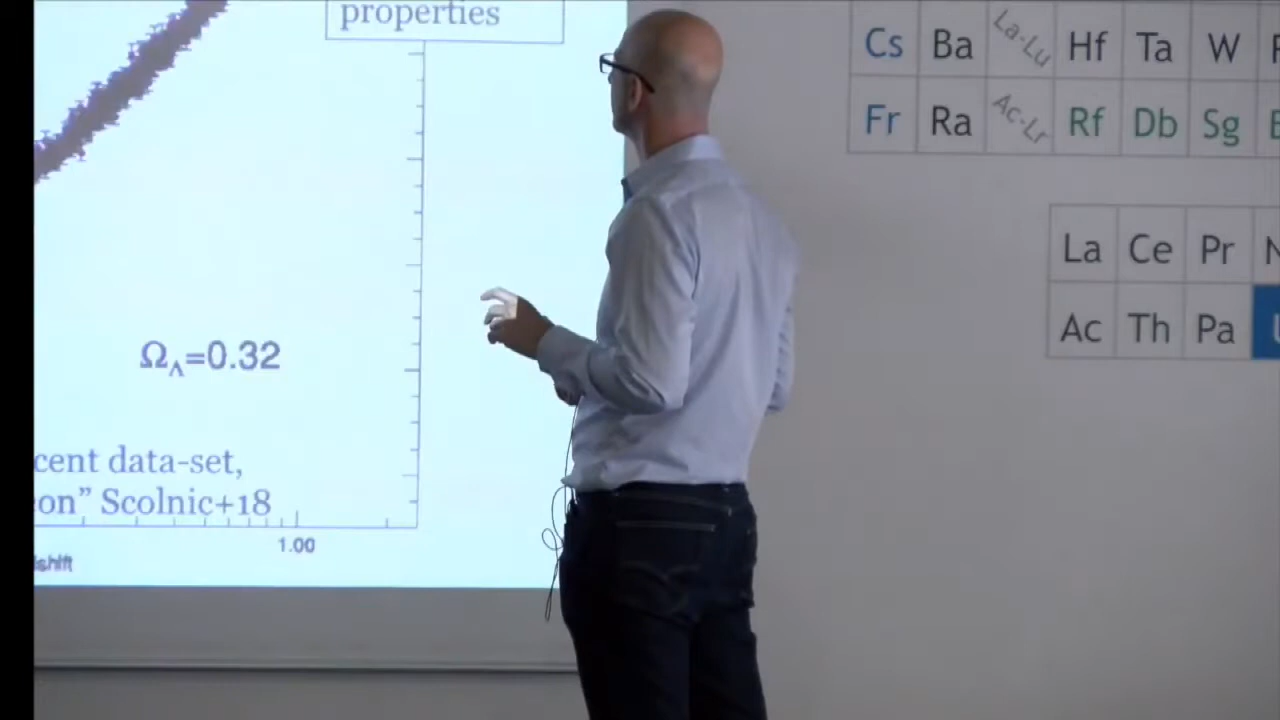 properties
Ω_Λ=0.32
cent data-set,
on” Scolnic+18
1.00
shift
Cs Ba La-Lu Hf Ta W
Fr Ra Ac-Lr Rf Db Sg
La Ce Pr
Ac Th Pa